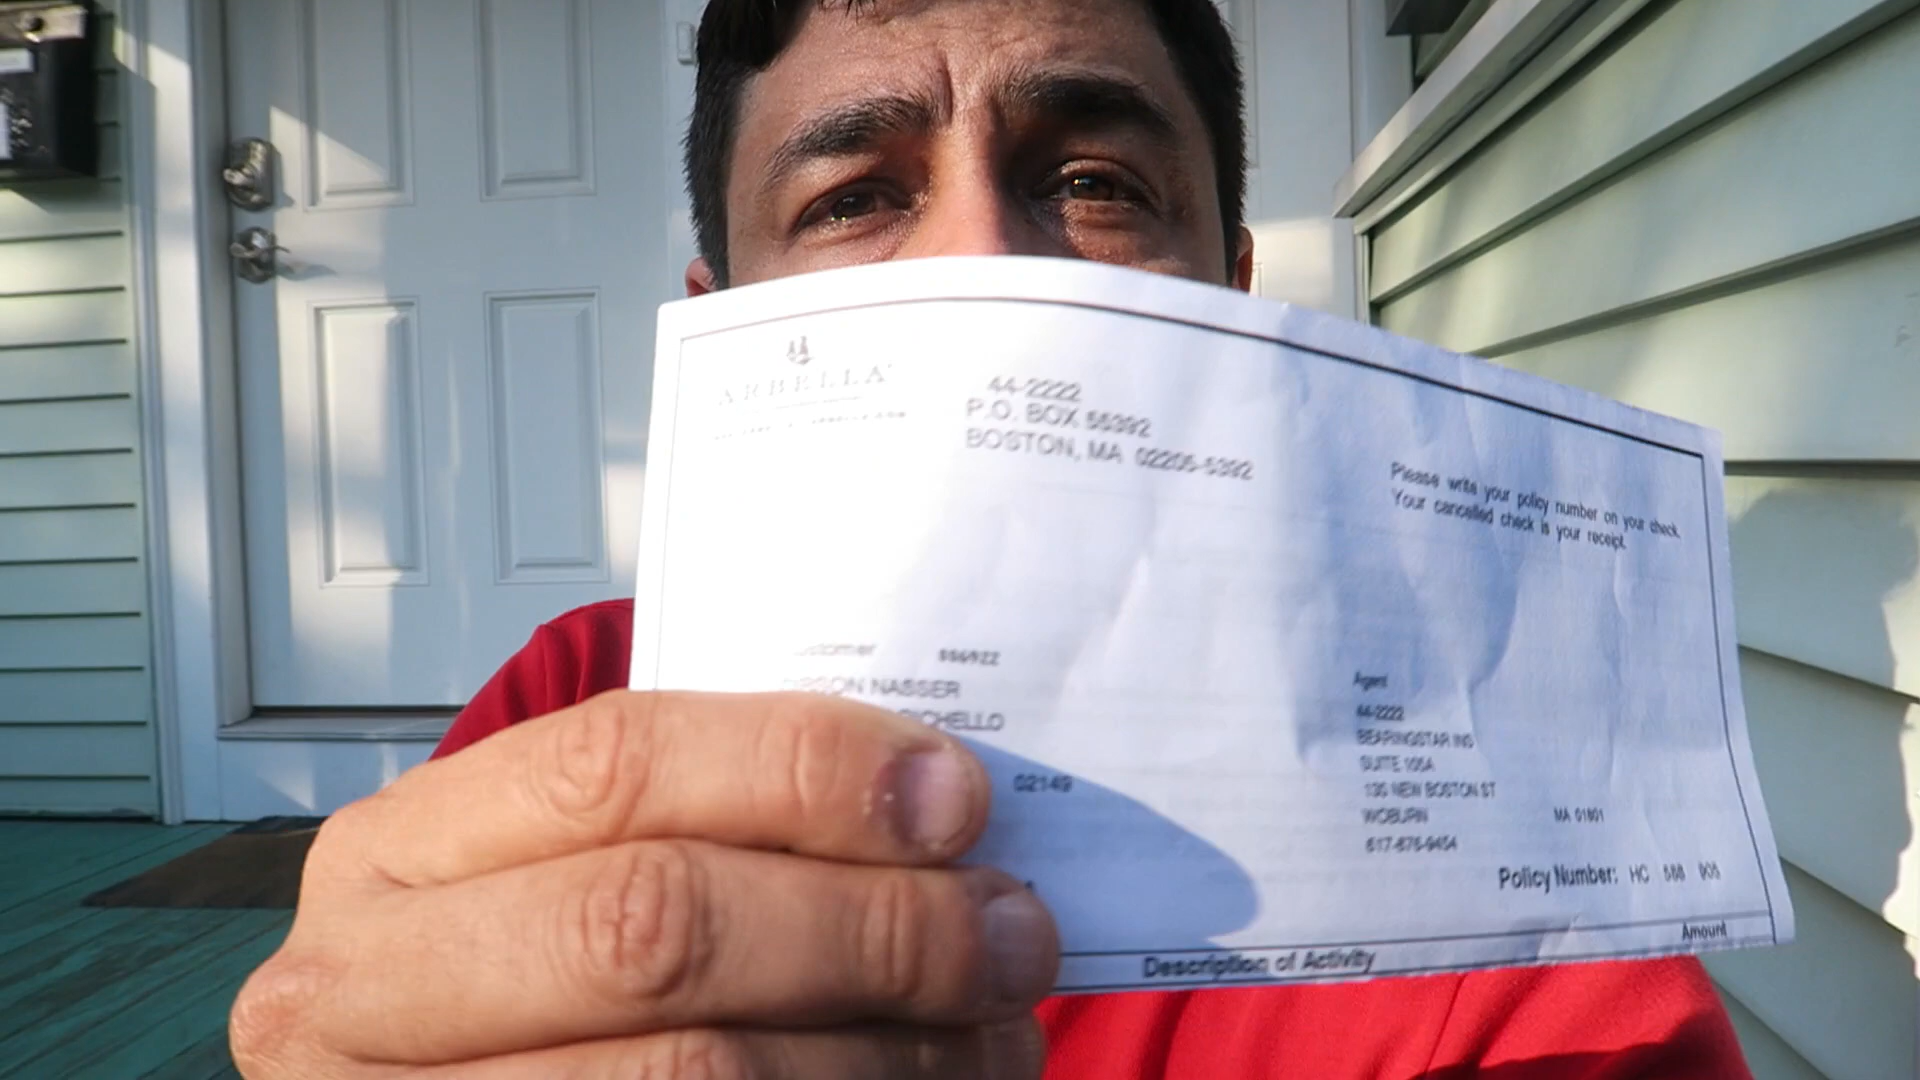 ARBELLA
44-2222
P.O. BOX 55392
BOSTON, MA 02205-5392
Please write your policy number on your check.
Your cancelled check is your receipt.
NASSER
02149
Agent
44-2222
BEARINGSTAR INS
SUITE 105A
130 NEW BOSTON ST
WOBURN MA 01801
617-876-9454
Policy Number: HC
Amount
Description of Activity